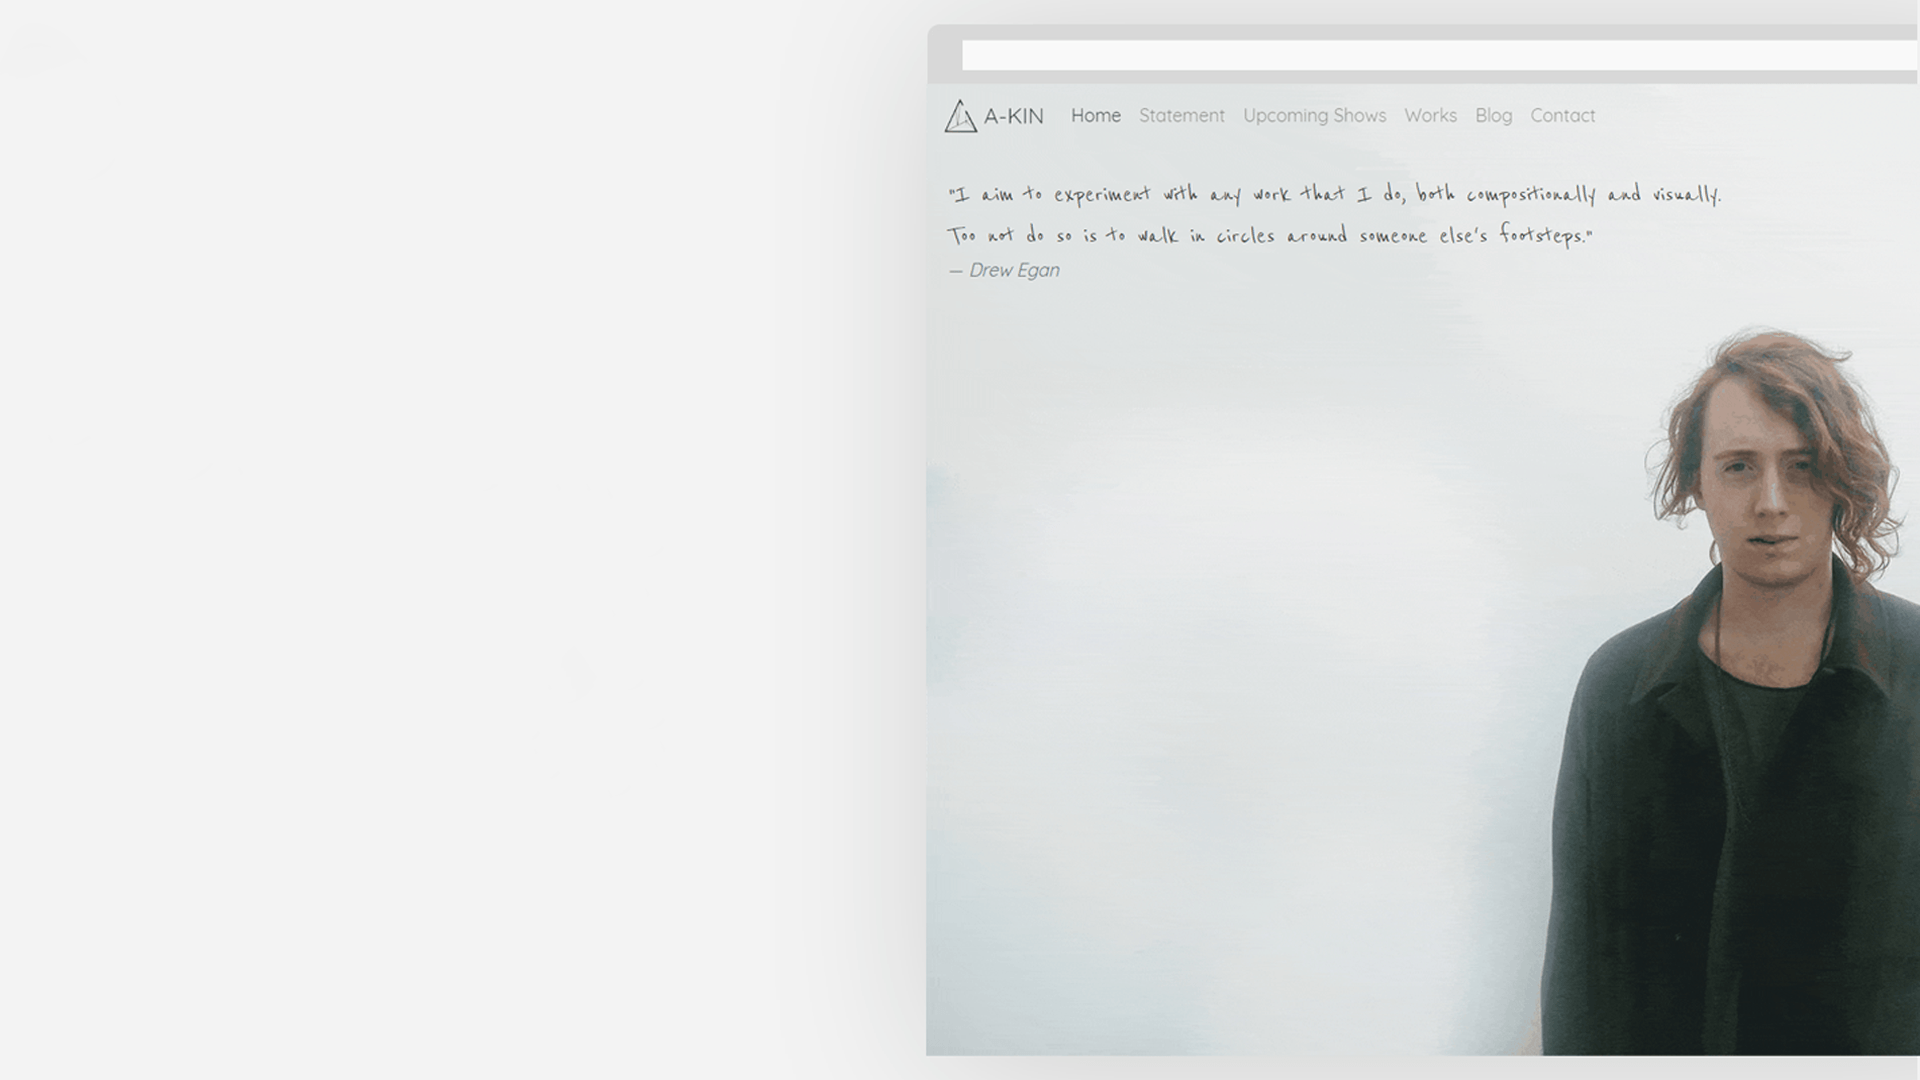 A-KIN Home Statement Upcoming Shows Works Blog Contact
"I aim to experiment with any work that I do, both compositionally and visually.
Too not do so is to walk in circles around someone else's footsteps."
— Drew Egan